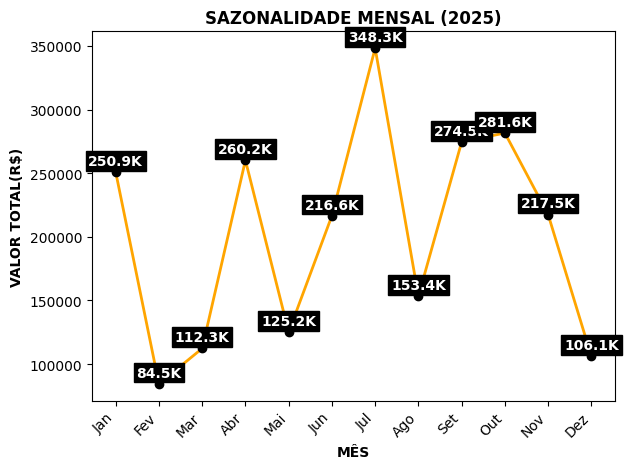 SAZONALIDADE MENSAL (2025)
VALOR TOTAL(R$)
350000
300000
250000
200000
150000
100000
250.9K
84.5K
112.3K
260.2K
125.2K
216.6K
348.3K
153.4K
274.5K
281.6K
217.5K
106.1K
Jan
Fev
Mar
Abr
Mai
Jun
Jul
Ago
Set
Out
Nov
Dez
MÊS